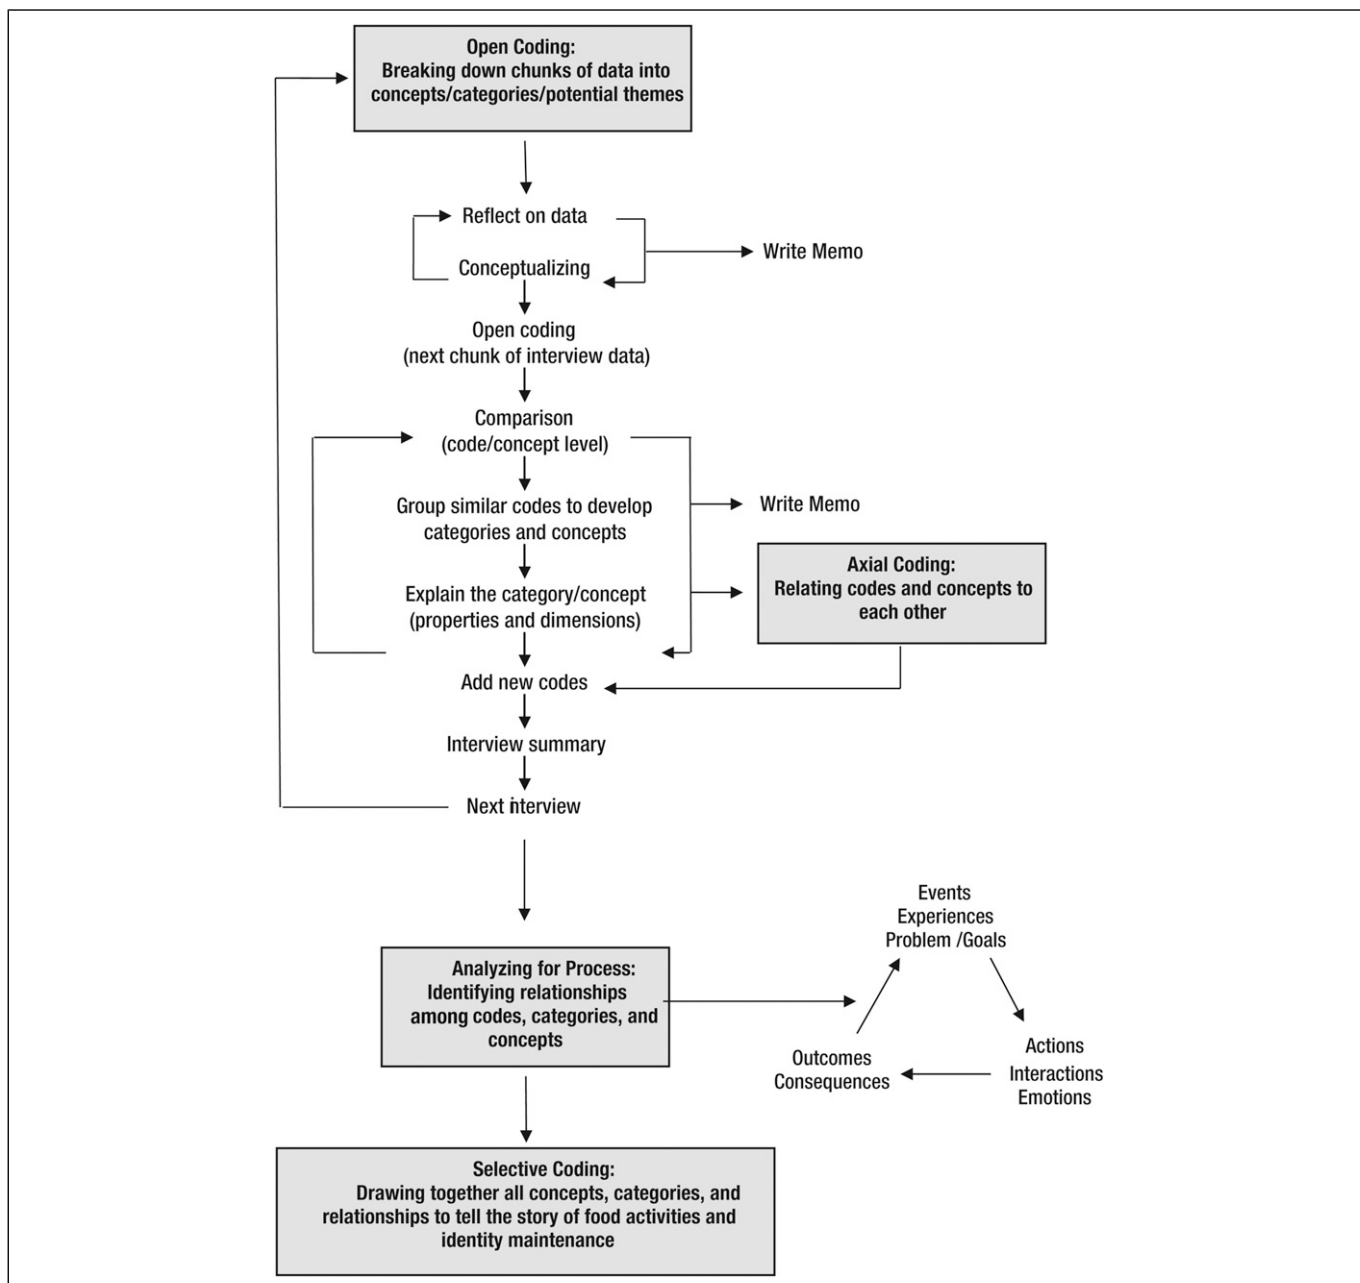 Open Coding:
Breaking down chunks of data into
concepts/categories/potential themes
Reflect on data
Write Memo
Conceptualizing
Open coding
(next chunk of interview data)
Comparison
(code/concept level)
Group similar codes to develop
categories and concepts
Write Memo
Axial Coding:
Relating codes and concepts to
each other
Explain the category/concept
(properties and dimensions)
Add new codes
Interview summary
Next interview
Events
Experiences
Problem /Goals
Analyzing for Process:
Identifying relationships
among codes, categories, and
concepts
Actions
Interactions
Emotions
Outcomes
Consequences
Selective Coding:
Drawing together all concepts, categories, and
relationships to tell the story of food activities and
identity maintenance